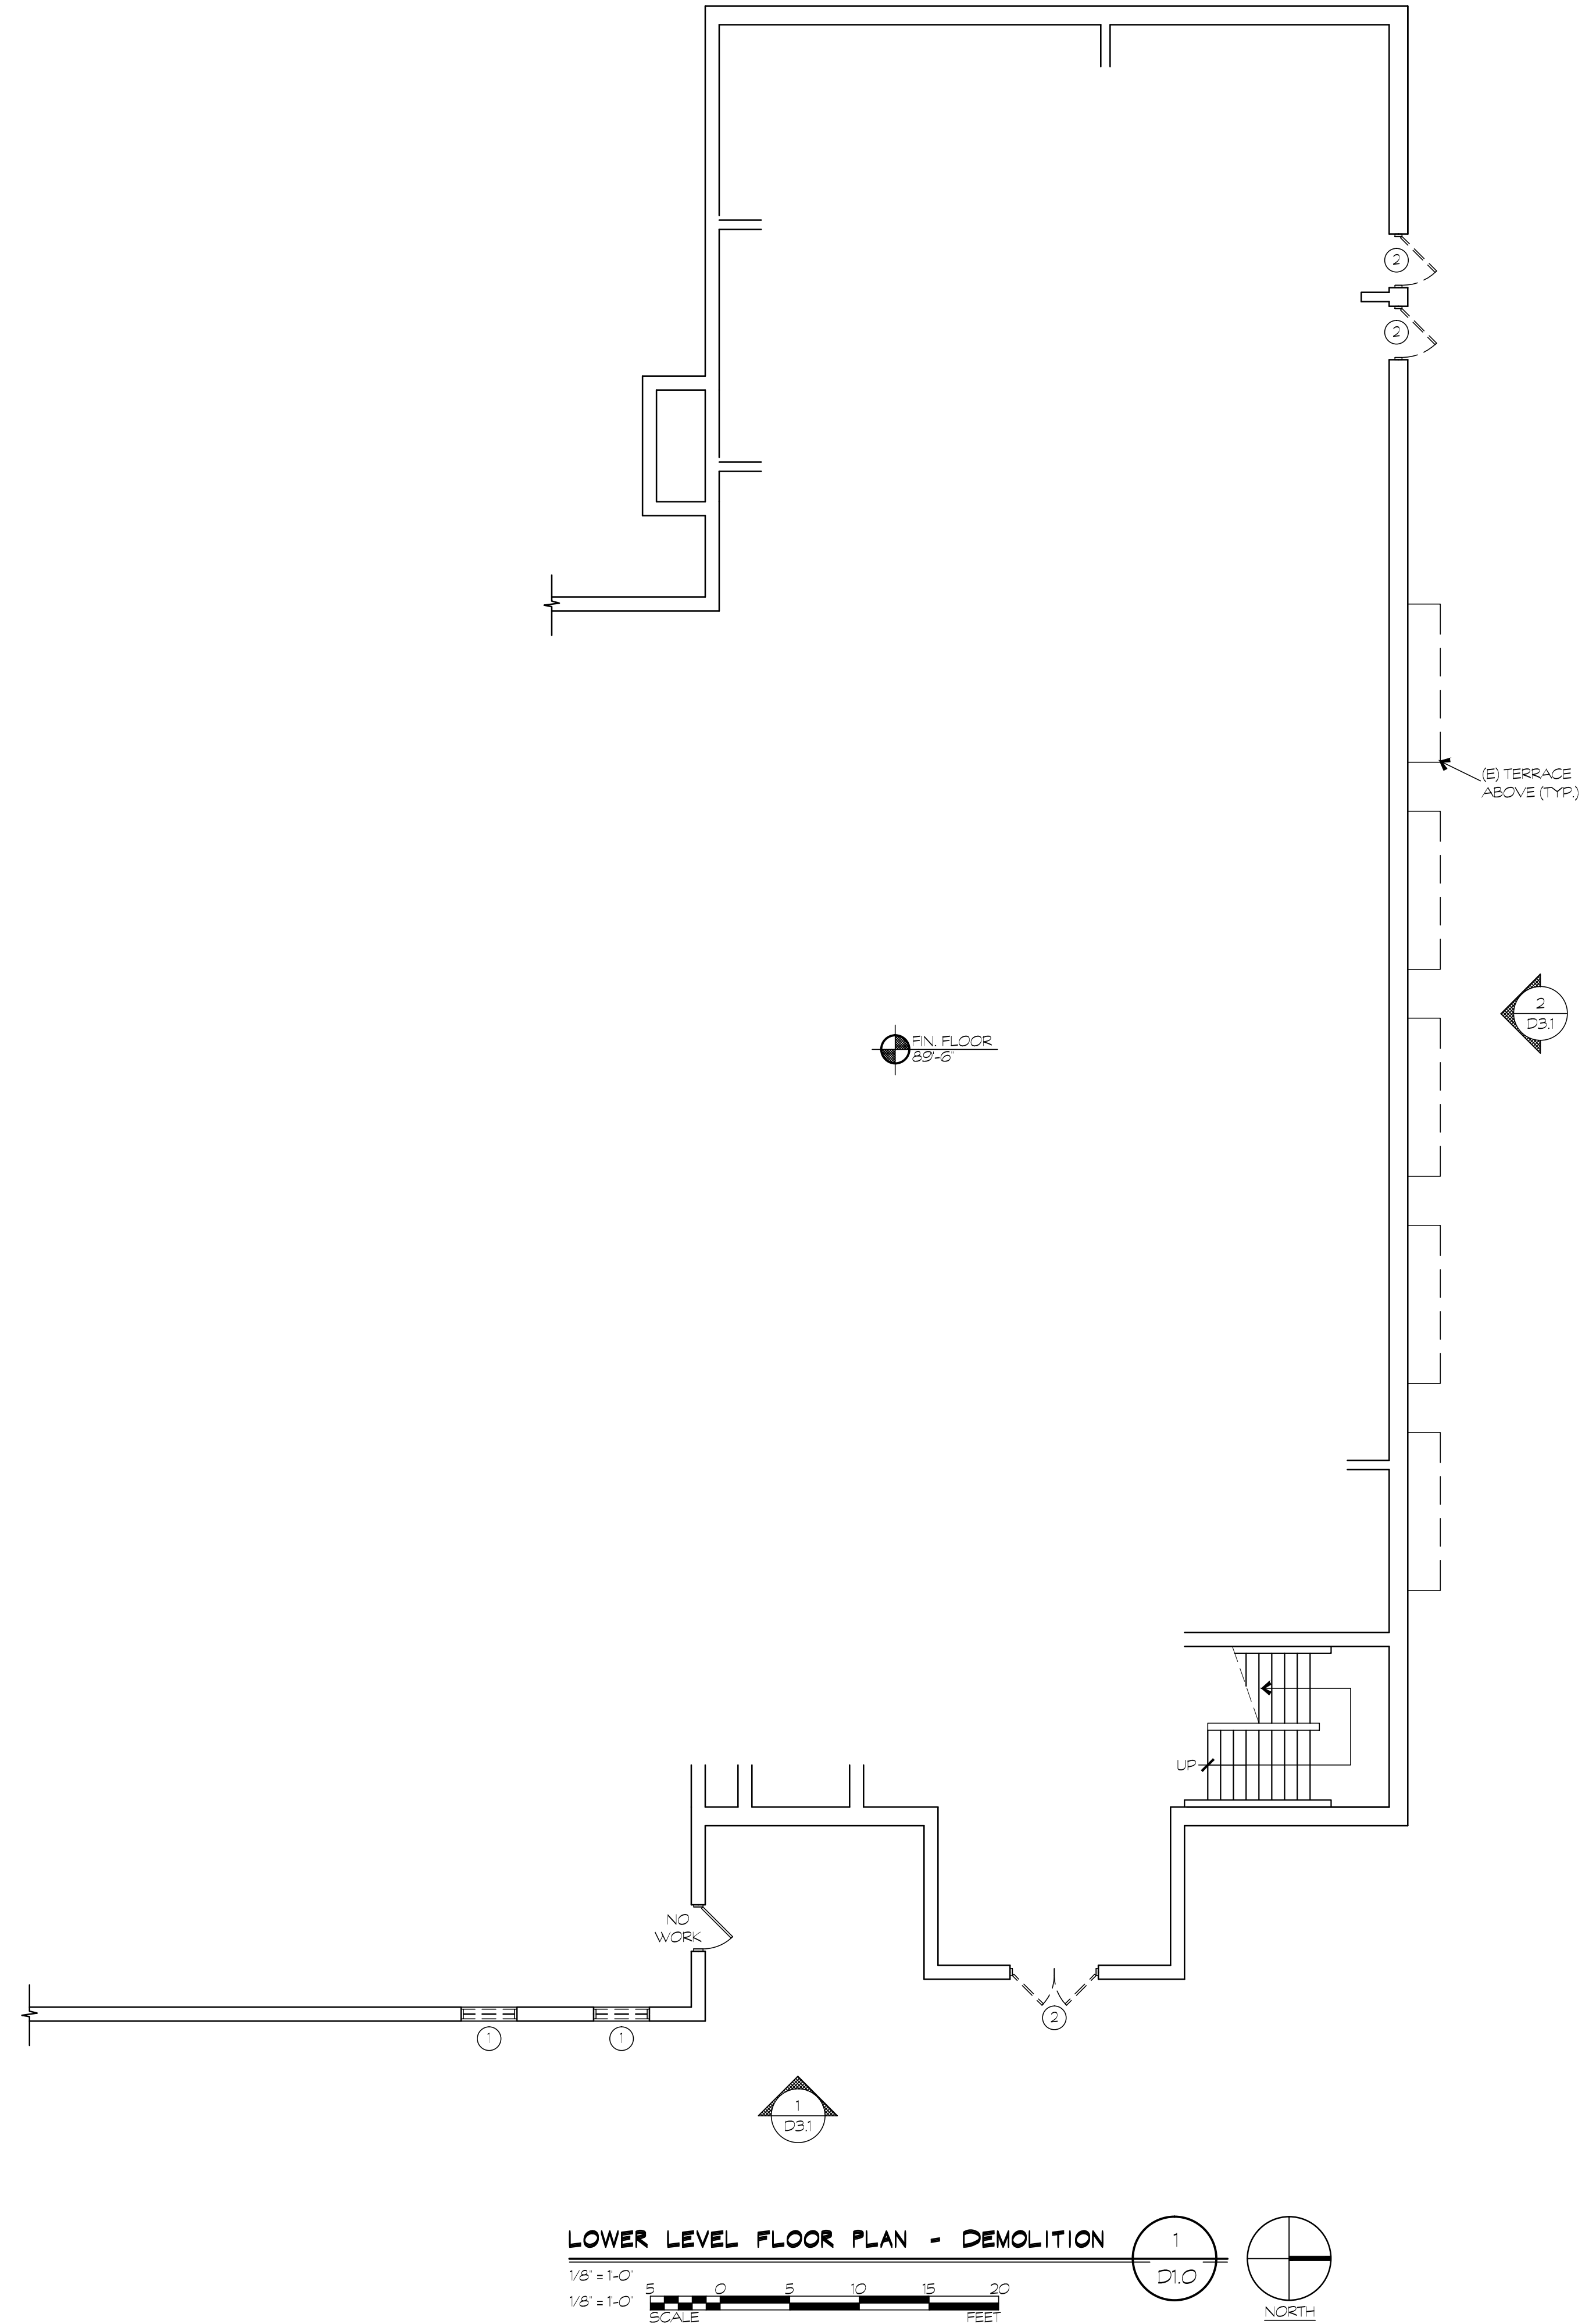 2
2
(E) TERRACE
ABOVE (TYP.)
2
D3.1
FIN. FLOOR
89'-6"
UP
NO
WORK
2
1
1
1
D3.1
LOWER LEVEL FLOOR PLAN - DEMOLITION
1
D1.0
1/8" = 1'-0"
1/8" = 1'-0"
5 0 5 10 15 20
SCALE FEET
NORTH